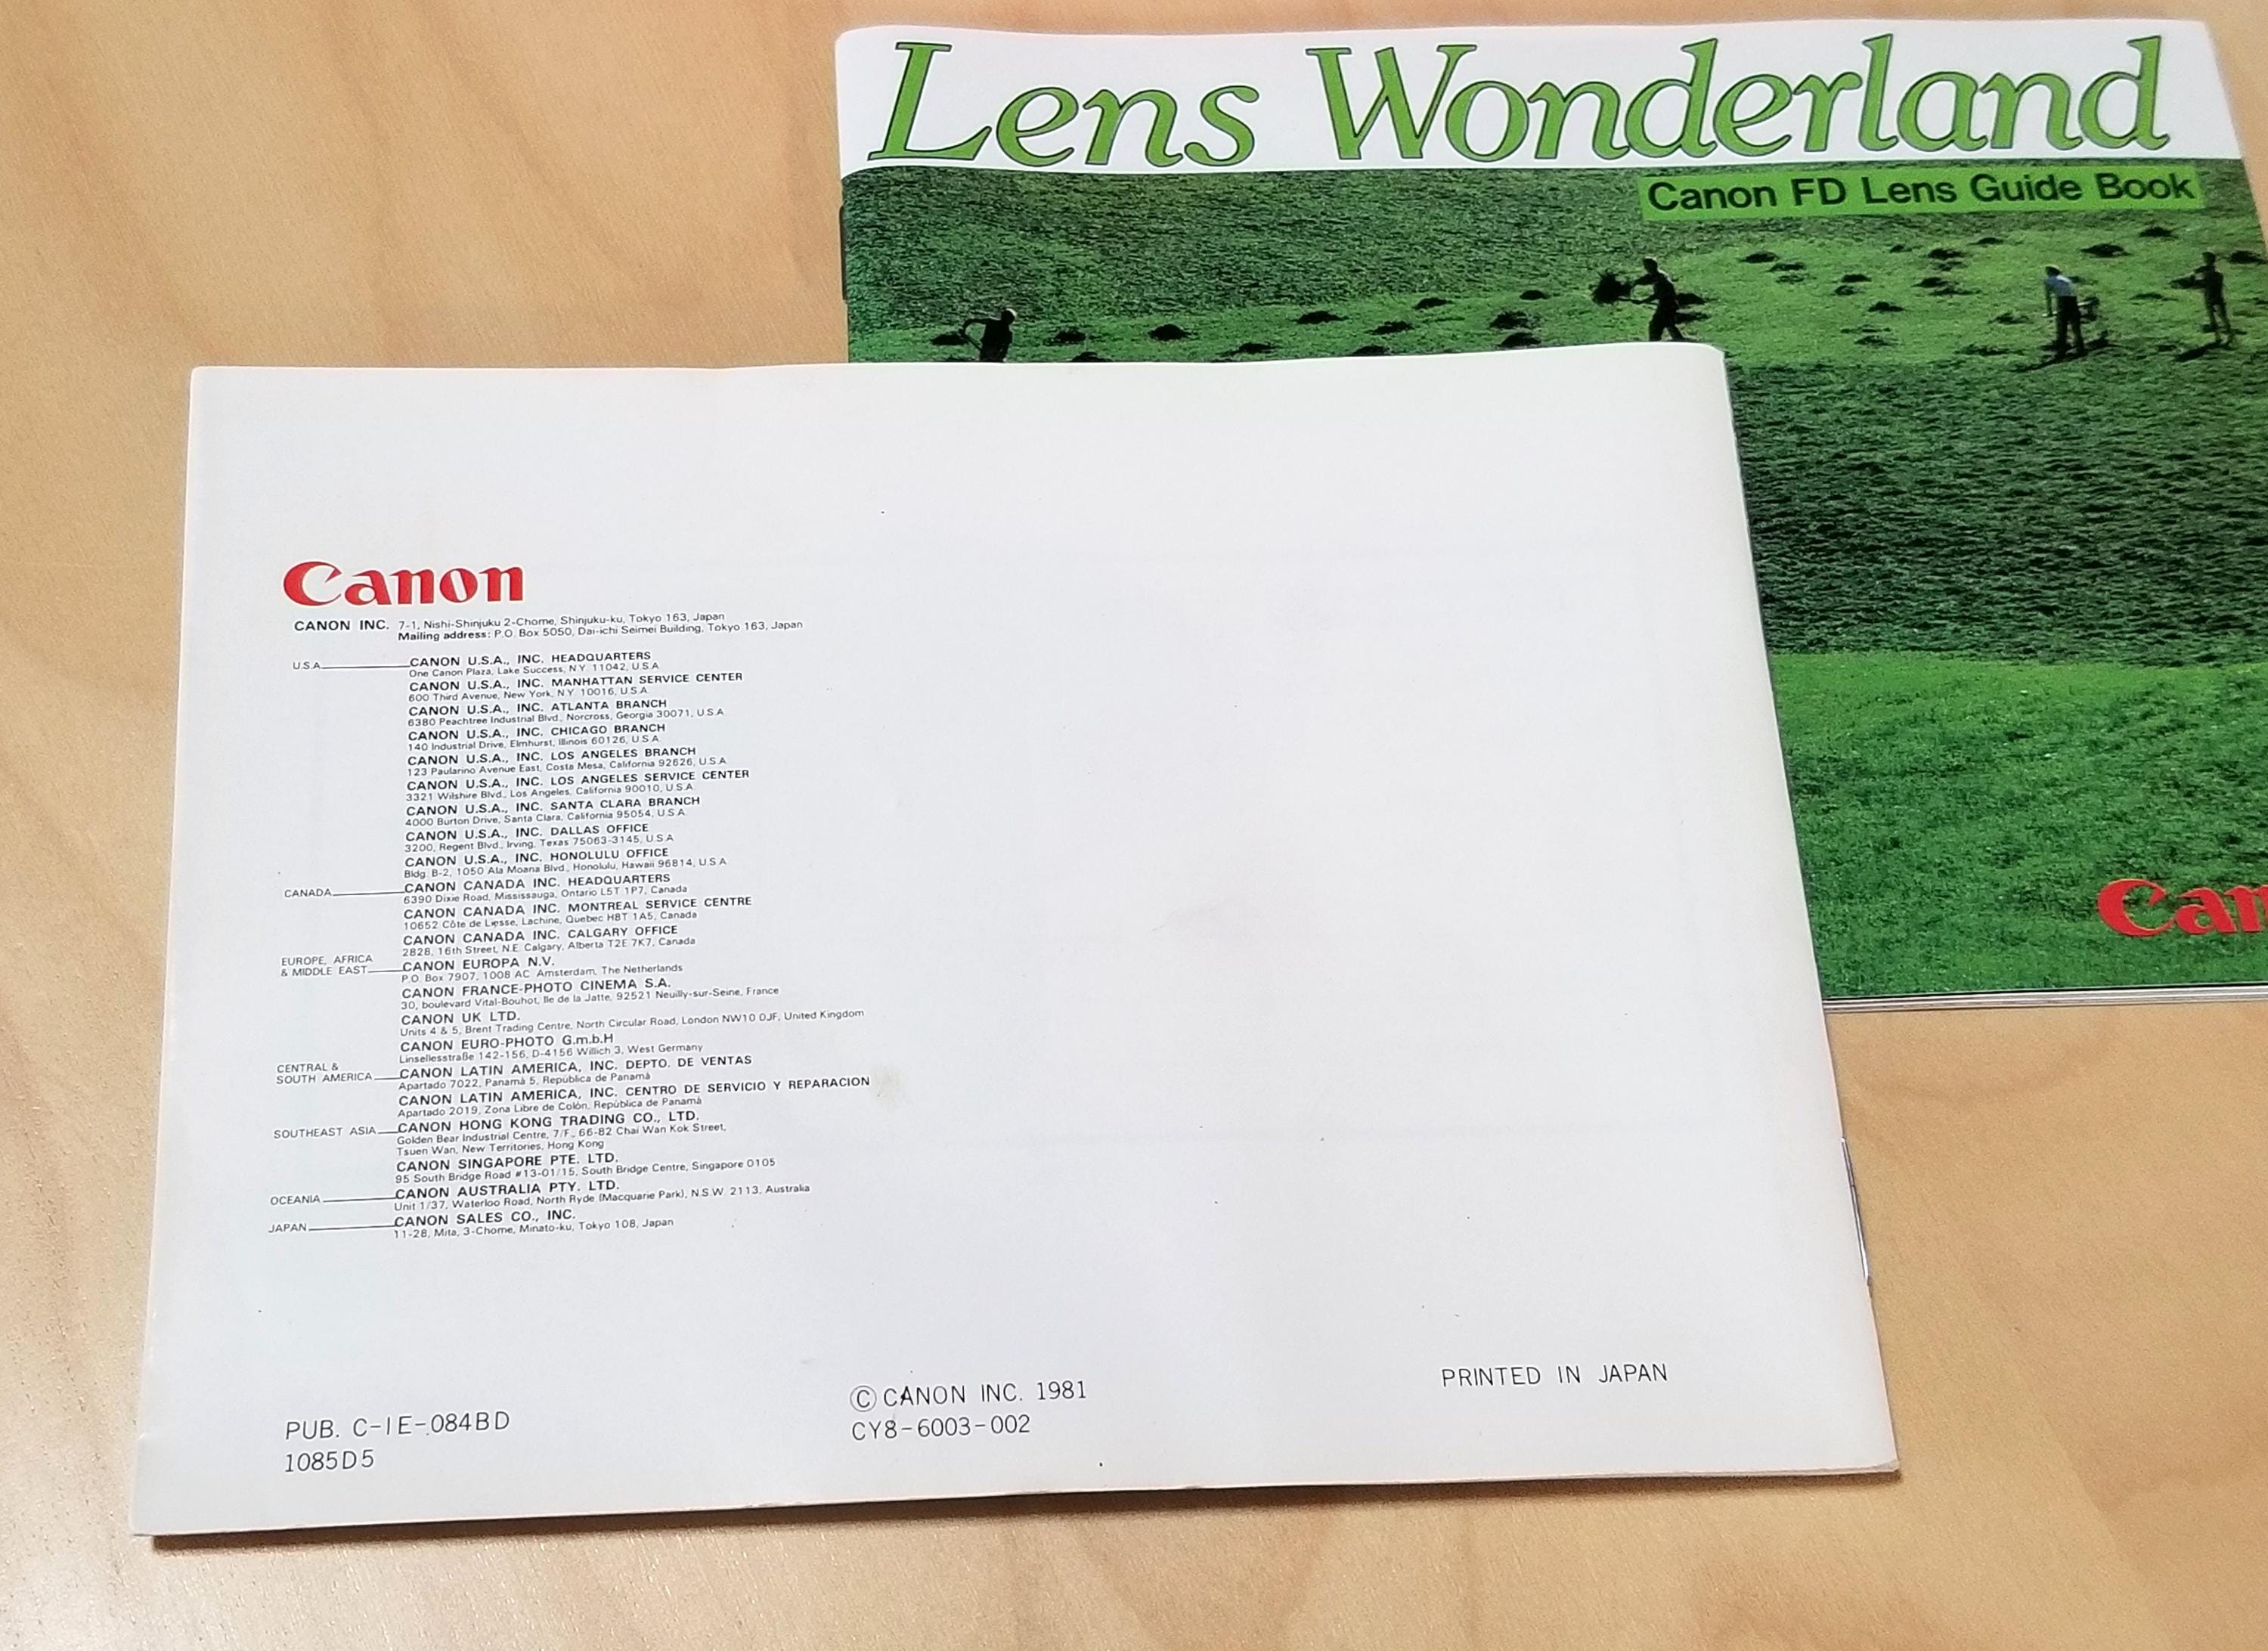 Lens Wonderland
Canon FD Lens Guide Book
Can
Canon
CANON INC. 7-1, Nishi-Shinjuku 2-Chome, Shinjuku-ku, Tokyo 163, Japan
Mailing address: P.O. Box 5050, Dai-ichi Seimei Building, Tokyo 163, Japan
U.S.A. CANON U.S.A., INC. HEADQUARTERS
One Canon Plaza, Lake Success, N.Y. 11042, U.S.A.
CANON U.S.A., INC. MANHATTAN SERVICE CENTER
600 Third Avenue, New York, N.Y. 10016, U.S.A.
CANON U.S.A., INC. ATLANTA BRANCH
6380 Peachtree Industrial Blvd., Norcross, Georgia 30071, U.S.A.
CANON U.S.A., INC. CHICAGO BRANCH
140 Industrial Drive, Elmhurst, Illinois 60126, U.S.A.
CANON U.S.A., INC. LOS ANGELES BRANCH
123 Paularino Avenue East, Costa Mesa, California 92626, U.S.A.
CANON U.S.A., INC. LOS ANGELES SERVICE CENTER
3321 Wilshire Blvd., Los Angeles, California 90010, U.S.A.
CANON U.S.A., INC. SANTA CLARA BRANCH
4000 Burton Drive, Santa Clara, California 95054, U.S.A.
CANON U.S.A., INC. DALLAS OFFICE
3200, Regent Blvd., Irving, Texas 75063-3145, U.S.A.
CANON U.S.A., INC. HONOLULU OFFICE
Bldg. B-2, 1050 Ala Moana Blvd., Honolulu, Hawaii 96814, U.S.A.
CANADA CANON CANADA INC. HEADQUARTERS
6390 Dixie Road, Mississauga, Ontario L5T 1P7, Canada
CANON CANADA INC. MONTREAL SERVICE CENTRE
10652 Côte de Liesse, Lachine, Quebec H8T 1A5, Canada
CANON CANADA INC. CALGARY OFFICE
2828, 16th Street, N.E. Calgary, Alberta T2E 7K7, Canada
EUROPE, AFRICA
& MIDDLE EAST CANON EUROPA N.V.
P.O. Box 7907, 1008 AC Amsterdam, The Netherlands
CANON FRANCE-PHOTO CINEMA S.A.
30, boulevard Vital-Bouhot, Ile de la Jatte, 92521 Neuilly-sur-Seine, France
CANON UK LTD.
Units 4 & 5, Brent Trading Centre, North Circular Road, London NW10 0JF, United Kingdom
CANON EURO-PHOTO G.m.b.H
Linsellesstraße 142-156, D-4156 Willich 3, West Germany
CENTRAL &
SOUTH AMERICA CANON LATIN AMERICA, INC. DEPTO. DE VENTAS
Apartado 7022, Panamá 5, República de Panamá
CANON LATIN AMERICA, INC. CENTRO DE SERVICIO Y REPARACION
Apartado 2019, Zona Libre de Colón, República de Panamá
SOUTHEAST ASIA CANON HONG KONG TRADING CO., LTD.
Golden Bear Industrial Centre, 7/F., 66-82 Chai Wan Kok Street,
Tsuen Wan, New Territories, Hong Kong
CANON SINGAPORE PTE. LTD.
95 South Bridge Road #13-01/15, South Bridge Centre, Singapore 0105
OCEANIA CANON AUSTRALIA PTY. LTD.
Unit 1/37, Waterloo Road, North Ryde (Macquarie Park), N.S.W. 2113, Australia
JAPAN CANON SALES CO., INC.
11-28, Mita, 3-Chome, Minato-ku, Tokyo 108, Japan
PUB. C-IE-084BD
1085D5
© CANON INC. 1981
CY8-6003-002
PRINTED IN JAPAN